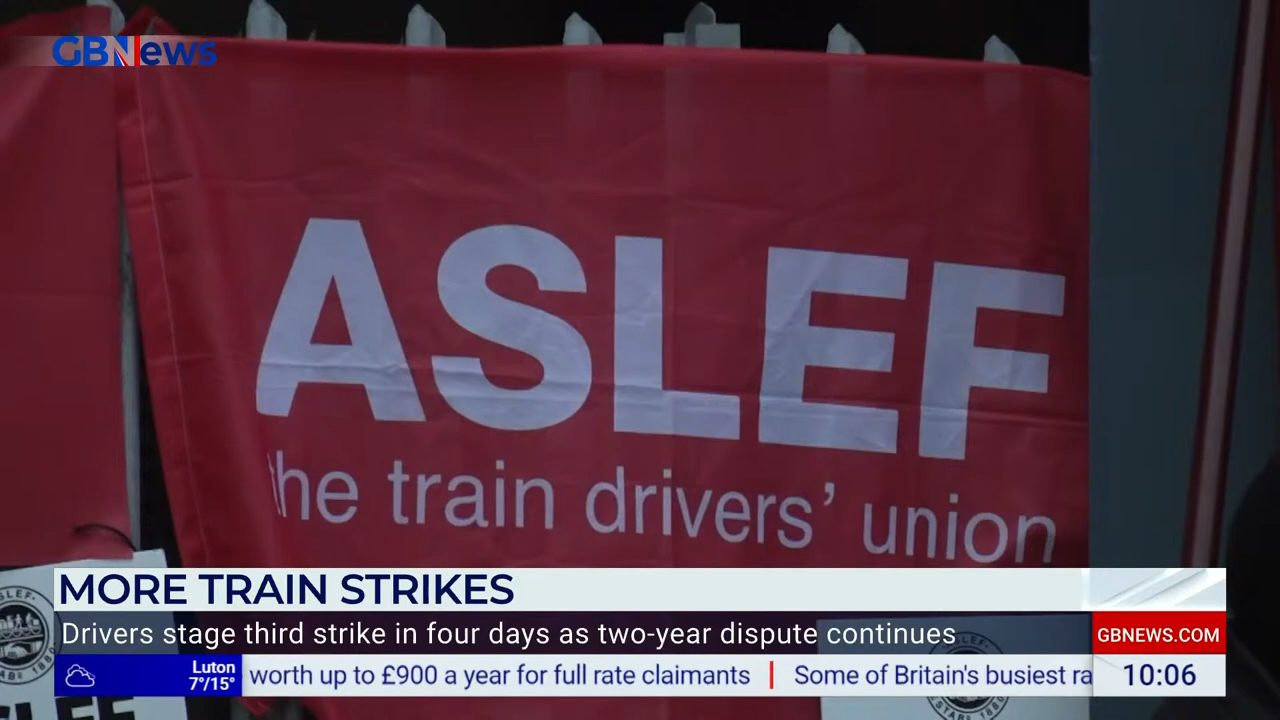 GBNews
ASLEF
the train drivers' union
MORE TRAIN STRIKES
Drivers stage third strike in four days as two-year dispute continues
GBNEWS.COM
Luton
7°/15°
worth up to £900 a year for full rate claimants | Some of Britain's busiest ra
10:06